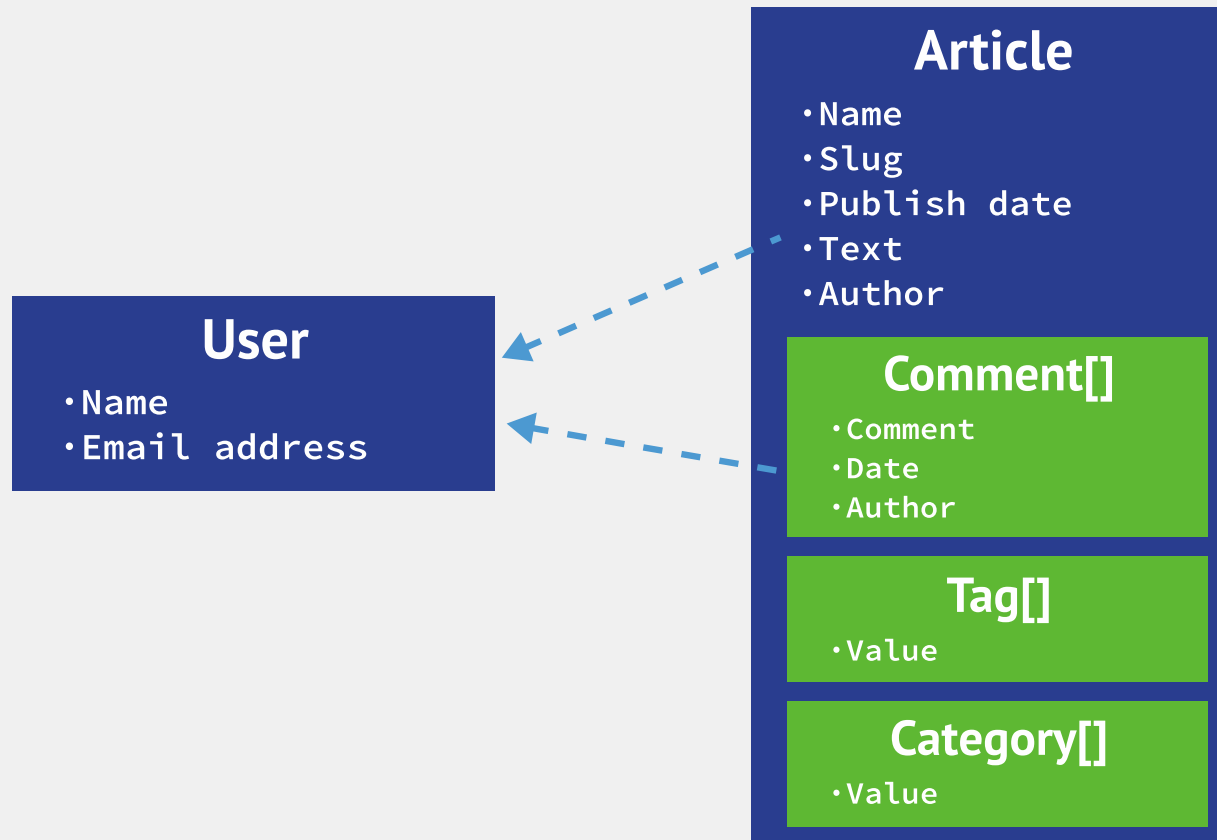 User
·Name
·Email address
Article
·Name
·Slug
·Publish date
·Text
·Author
Comment[]
·Comment
·Date
·Author
Tag[]
·Value
Category[]
·Value